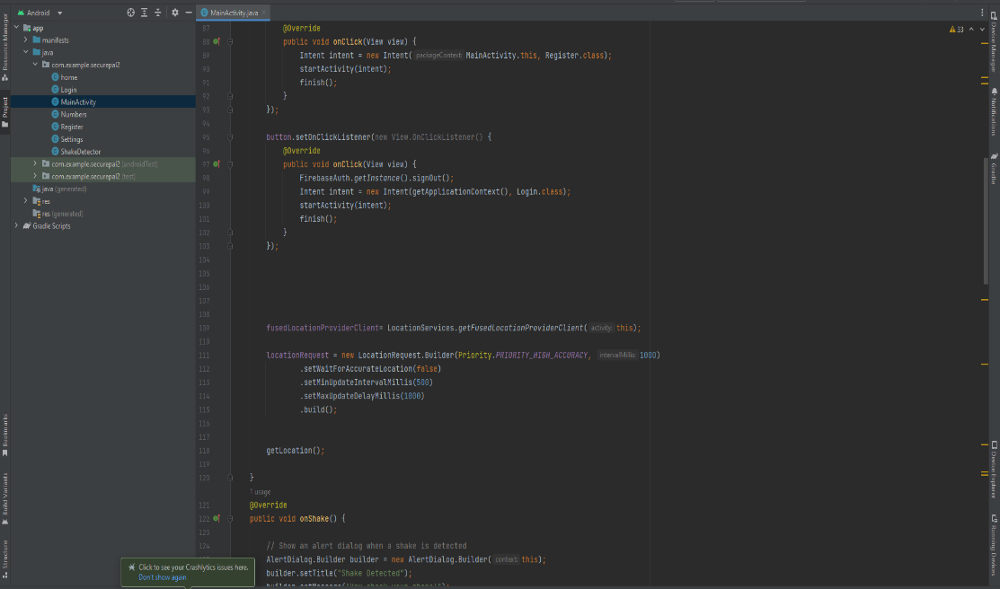 Android
MainActivity.java
app
manifests
java
com.example.securepal2
home
Login
MainActivity
Numbers
Register
Settings
ShakeDetector
com.example.securepal2 (androidTest)
com.example.securepal2 (test)
java (generated)
res
res (generated)
Gradle Scripts
Resource Manager
Project
Bookmarks
Build Variants
Structure
33
87 @Override
88 public void onClick(View view) {
89 Intent intent = new Intent( packageContext: MainActivity.this, Register.class);
90 startActivity(intent);
91 finish();
92 }
93 });
94
95 button.setOnClickListener(new View.OnClickListener() {
96 @Override
97 public void onClick(View view) {
98 FirebaseAuth.getInstance().signOut();
99 Intent intent = new Intent(getApplicationContext(), Login.class);
100 startActivity(intent);
101 finish();
102 }
103 });
104
105
106
107
108
109 fusedLocationProviderClient= LocationServices.getFusedLocationProviderClient( activity: this);
110
111 locationRequest = new LocationRequest.Builder(Priority.PRIORITY_HIGH_ACCURACY, intervalMillis: 1000)
112 .setWaitForAccurateLocation(false)
113 .setMinUpdateIntervalMillis(500)
114 .setMaxUpdateDelayMillis(1000)
115 .build();
116
117
118 getLocation();
119
120 }
1 usage
121 @Override
122 public void onShake() {
123
124 // Show an alert dialog when a shake is detected
AlertDialog.Builder builder = new AlertDialog.Builder( context: this);
builder.setTitle("Shake Detected");
Click to see your Crashlytics issues here.
Don't show again
Device Manager
Notifications
Gradle
Device Explorer
Running Devices